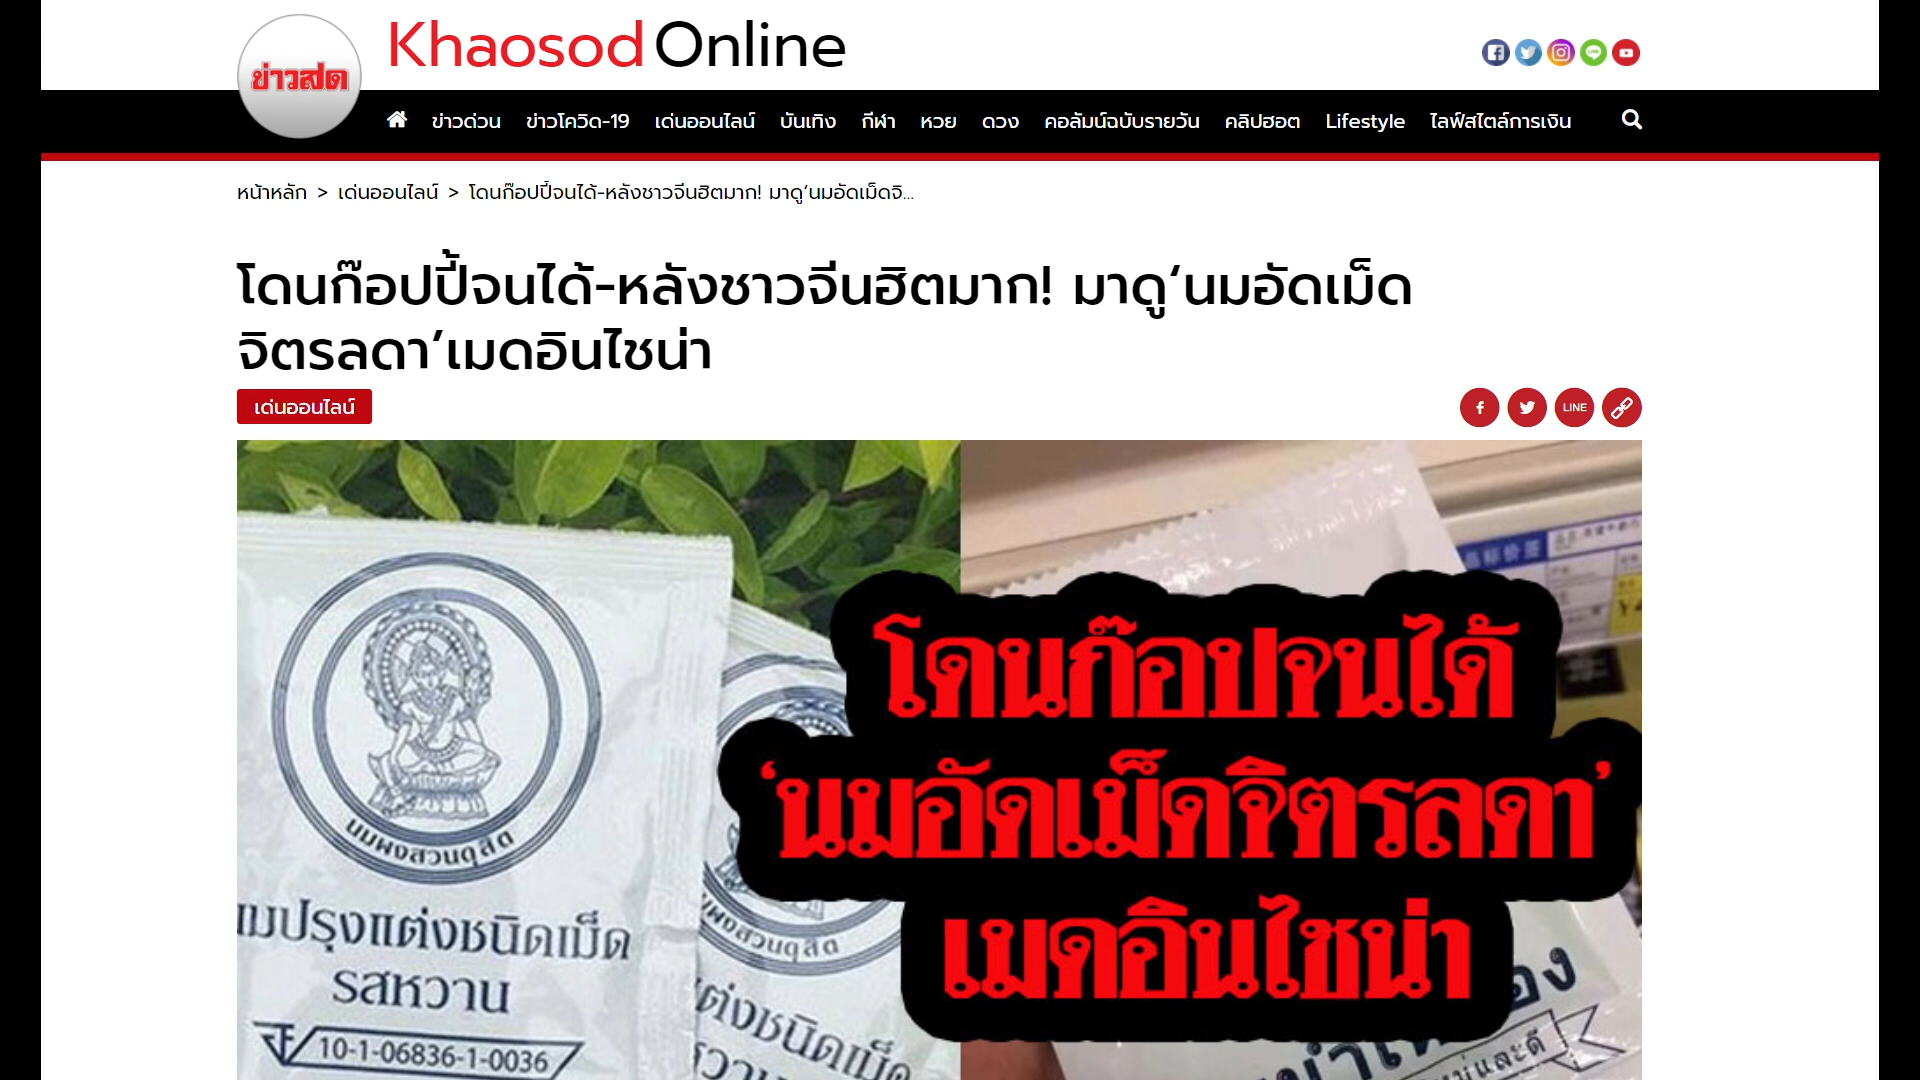 ข่าวสด
Khaosod Online
ข่าวด่วน ข่าวโควิด-19 เด่นออนไลน์ บันเทิง กีฬา หวย ดวง คอลัมน์ฉบับรายวัน คลิปฮอต Lifestyle ไลฟ์สไตล์การเงิน
หน้าหลัก > เด่นออนไลน์ > โดนก๊อปปี้จนได้-หลังชาวจีนฮิตมาก! มาดู‘นมอัดเม็ดจิ...
โดนก๊อปปี้จนได้-หลังชาวจีนฮิตมาก! มาดู‘นมอัดเม็ด
จิตรลดา’เมดอินไชน่า
เด่นออนไลน์
LINE
นมผงสวนดุสิต
นมปรุงแต่งชนิดเม็ด
รสหวาน
10-1-06836-1-0036
นมผงสวนดุสิต
โดนก๊อปจนได้
‘นมอัดเม็ดจิตรลดา’
เมดอินไชน่า